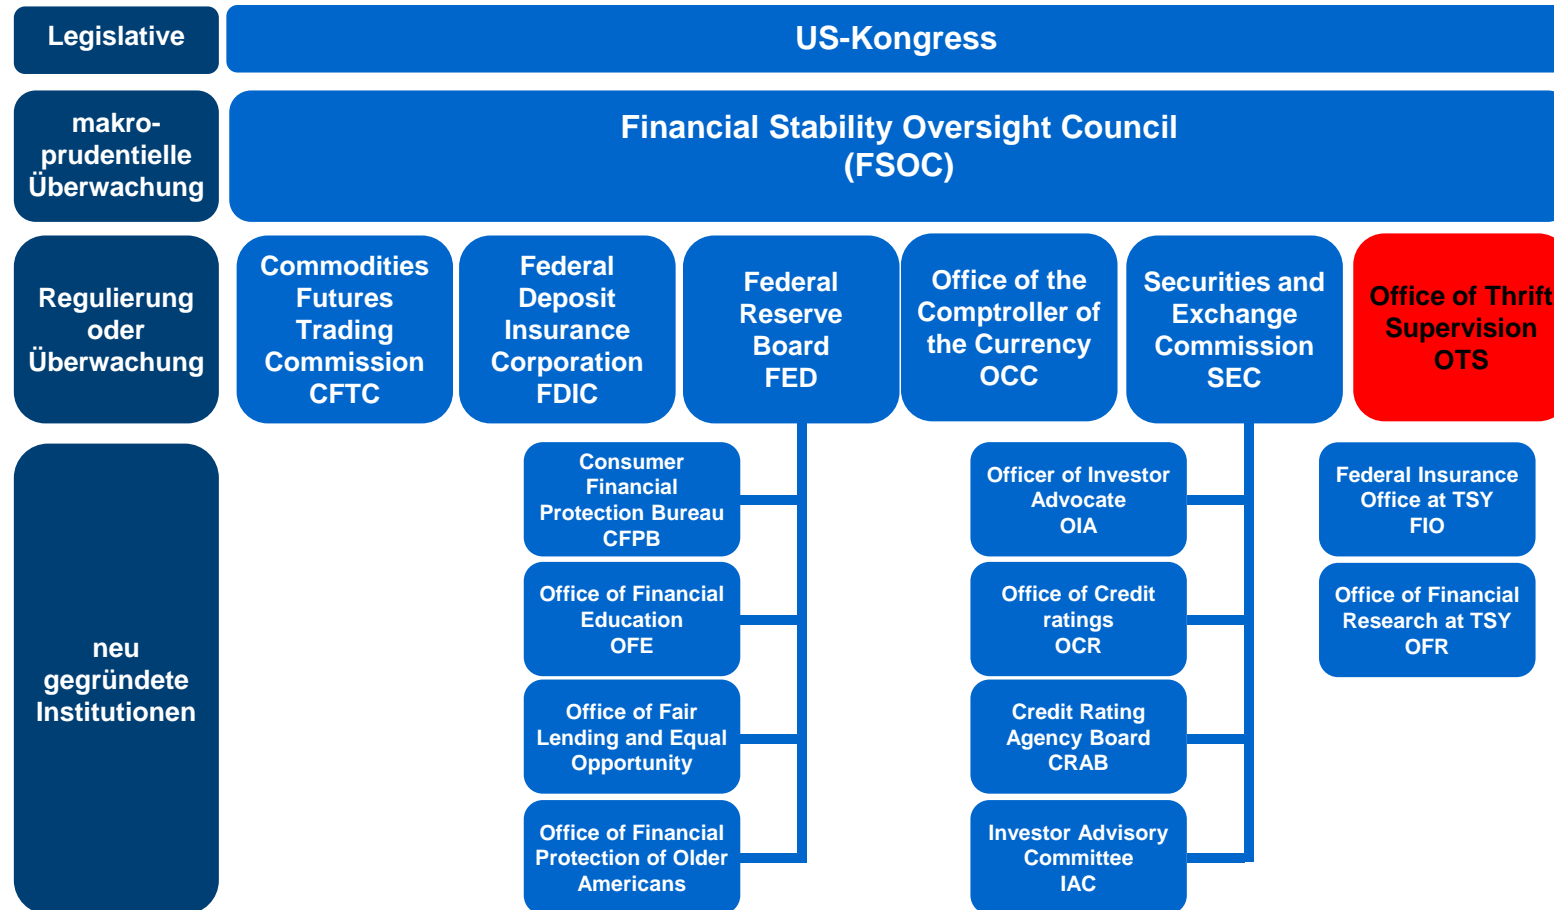 Legislative
US-Kongress
makro-
prudentielle
Überwachung
Financial Stability Oversight Council
(FSOC)
Regulierung
oder
Überwachung
Commodities
Futures
Trading
Commission
CFTC
Federal
Deposit
Insurance
Corporation
FDIC
Federal
Reserve
Board
FED
Office of the
Comptroller of
the Currency
OCC
Securities and
Exchange
Commission
SEC
Office of Thrift
Supervision
OTS
neu
gegründete
Institutionen
Consumer
Financial
Protection Bureau
CFPB
Office of Financial
Education
OFE
Office of Fair
Lending and Equal
Opportunity
Office of Financial
Protection of Older
Americans
Officer of Investor
Advocate
OIA
Office of Credit
ratings
OCR
Credit Rating
Agency Board
CRAB
Investor Advisory
Committee
IAC
Federal Insurance
Office at TSY
FIO
Office of Financial
Research at TSY
OFR